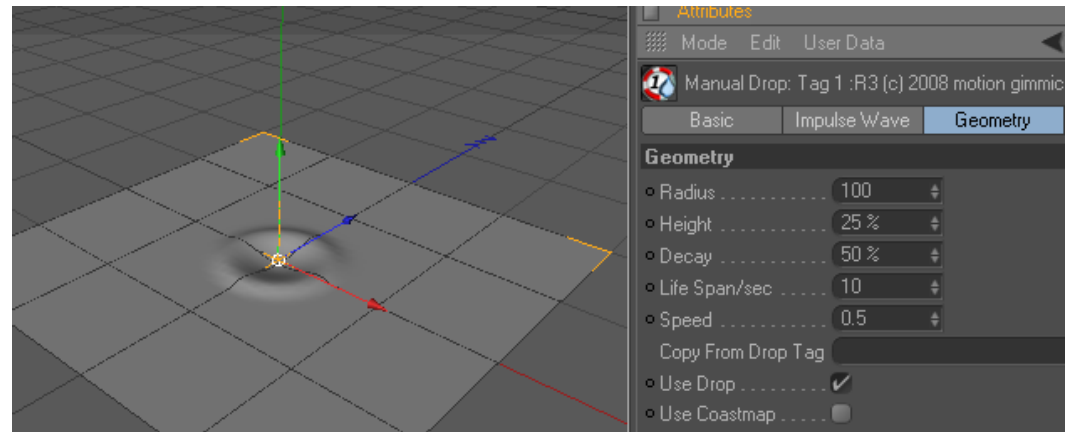 Attributes
Mode Edit User Data
Manual Drop: Tag 1 :R3 (c) 2008 motion gimmic
Basic Impulse Wave Geometry
Geometry
Radius . . . . . . . . . . . 100
Height . . . . . . . . . . . 25 %
Decay . . . . . . . . . . . 50 %
Life Span/sec . . . . . 10
Speed . . . . . . . . . . . 0.5
Copy From Drop Tag
Use Drop . . . . . . . . .
Use Coastmap . . . . .